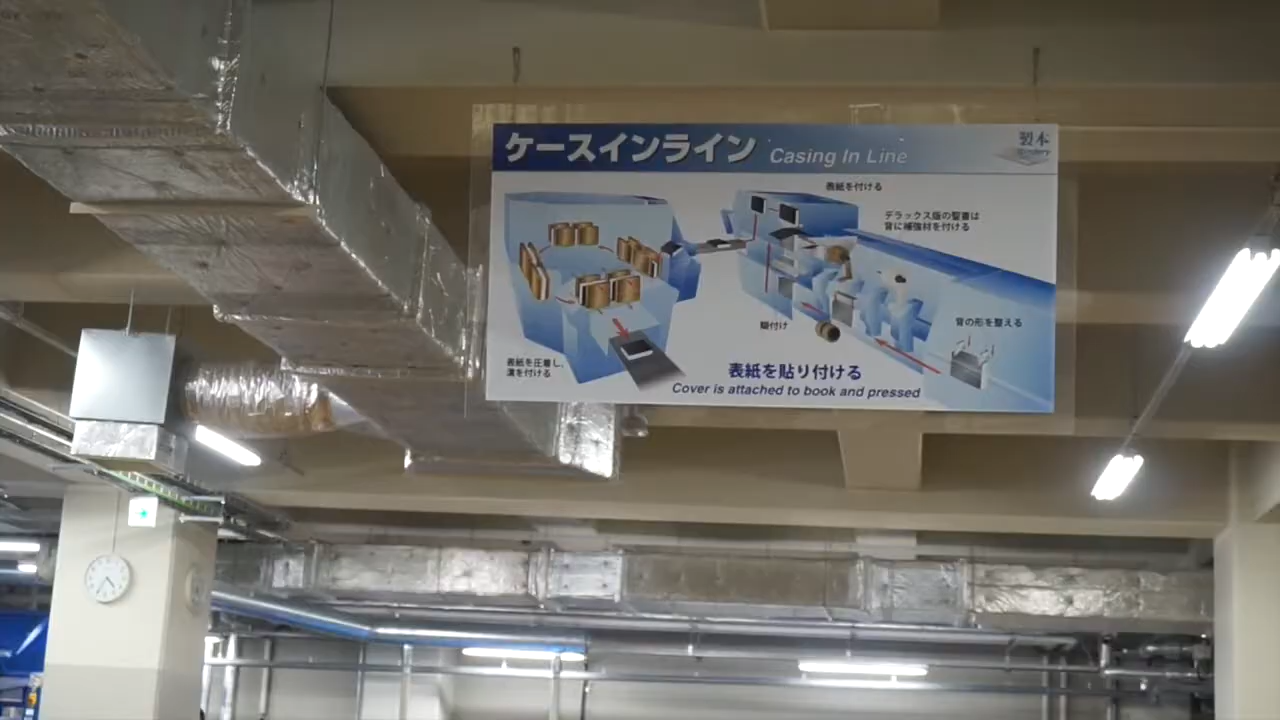 ケースインライン Casing In Line
製本
表紙を付ける
デラックス版の聖書は
背に補強材を付ける
糊付け
背の形を整える
表紙を圧着し、
溝を付ける
表紙を貼り付ける
Cover is attached to book and pressed